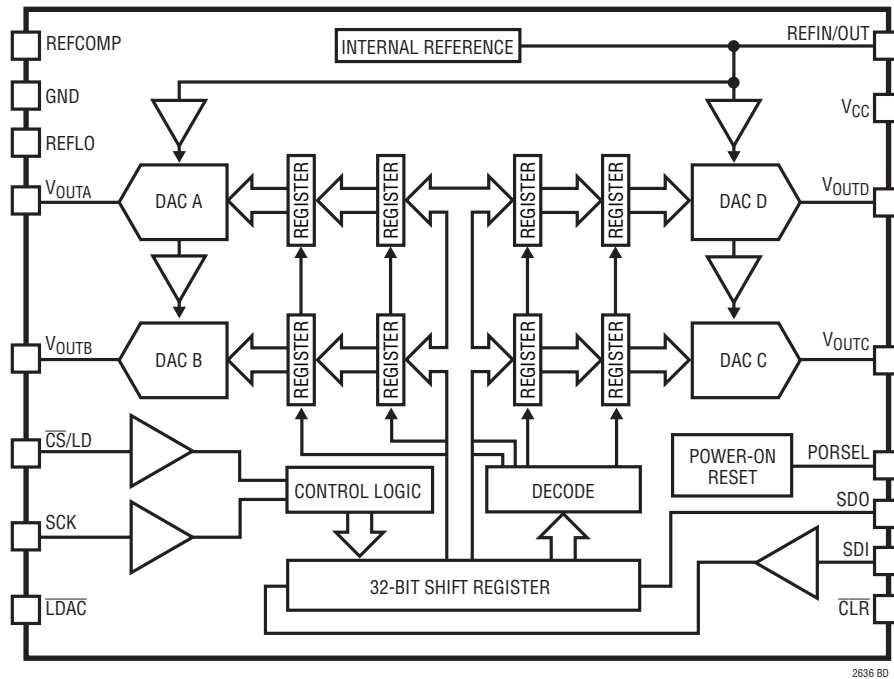 REFCOMP
INTERNAL REFERENCE
REFIN/OUT
GND
VCC
REFLO
VOUTA
DAC A
REGISTER
REGISTER
REGISTER
REGISTER
DAC D
VOUTD
VOUTB
DAC B
REGISTER
REGISTER
REGISTER
REGISTER
DAC C
VOUTC
CS/LD
CONTROL LOGIC
DECODE
POWER-ON
RESET
PORSEL
SCK
SDO
SDI
32-BIT SHIFT REGISTER
LDAC
CLR
2636 BD